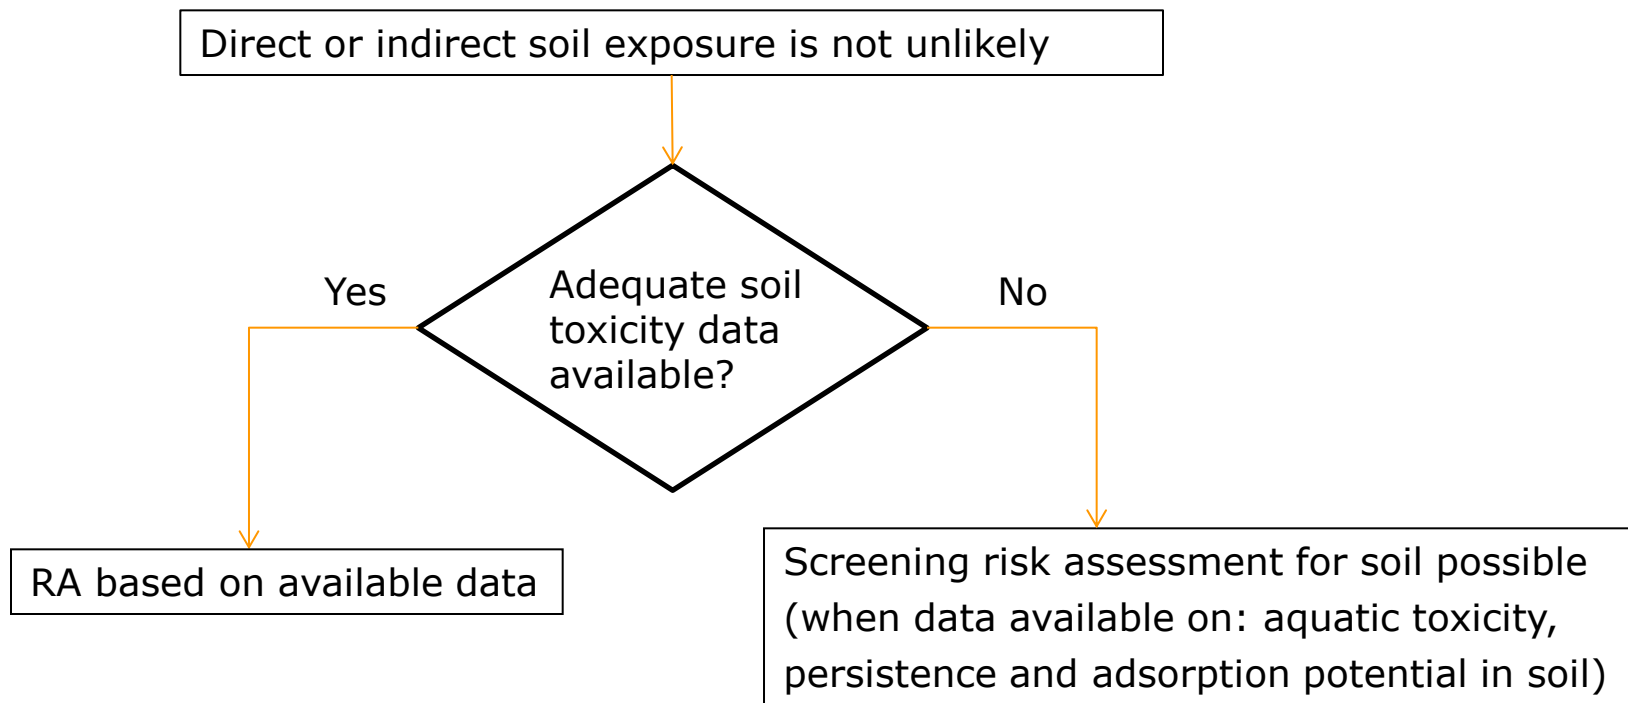 Direct or indirect soil exposure is not unlikely
Yes
Adequate soil
toxicity data
available?
No
RA based on available data
Screening risk assessment for soil possible
(when data available on: aquatic toxicity,
persistence and adsorption potential in soil)